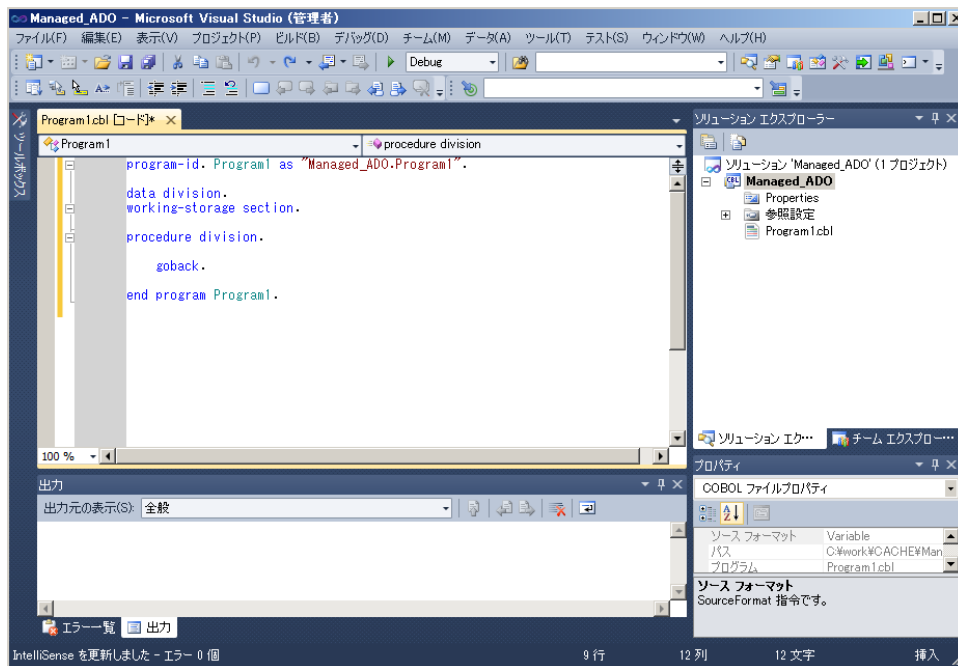 Managed_ADO - Microsoft Visual Studio (管理者)
ファイル(F) 編集(E) 表示(V) プロジェクト(P) ビルド(B) デバッグ(D) チーム(M) データ(A) ツール(T) テスト(S) ウィンドウ(W) ヘルプ(H)
Debug
ツールボックス
Program1.cbl [コード]*
Program1
procedure division
program-id. Program1 as "Managed_ADO.Program1".
data division.
working-storage section.
procedure division.
goback.
end program Program1.
100 %
出力
出力元の表示(S): 全般
エラー一覧 出力
ソリューション エクスプローラー
ソリューション 'Managed_ADO' (1 プロジェクト)
Managed_ADO
Properties
参照設定
Program1.cbl
ソリューション エク… チーム エクスプロー…
プロパティ
COBOL ファイルプロパティ
ソース フォーマット Variable
パス C:¥work¥CACHE¥Man
プログラム Program1.cbl
ソース フォーマット
SourceFormat 指令です。
IntelliSense を更新しました - エラー 0 個 9 行 12 列 12 文字 挿入